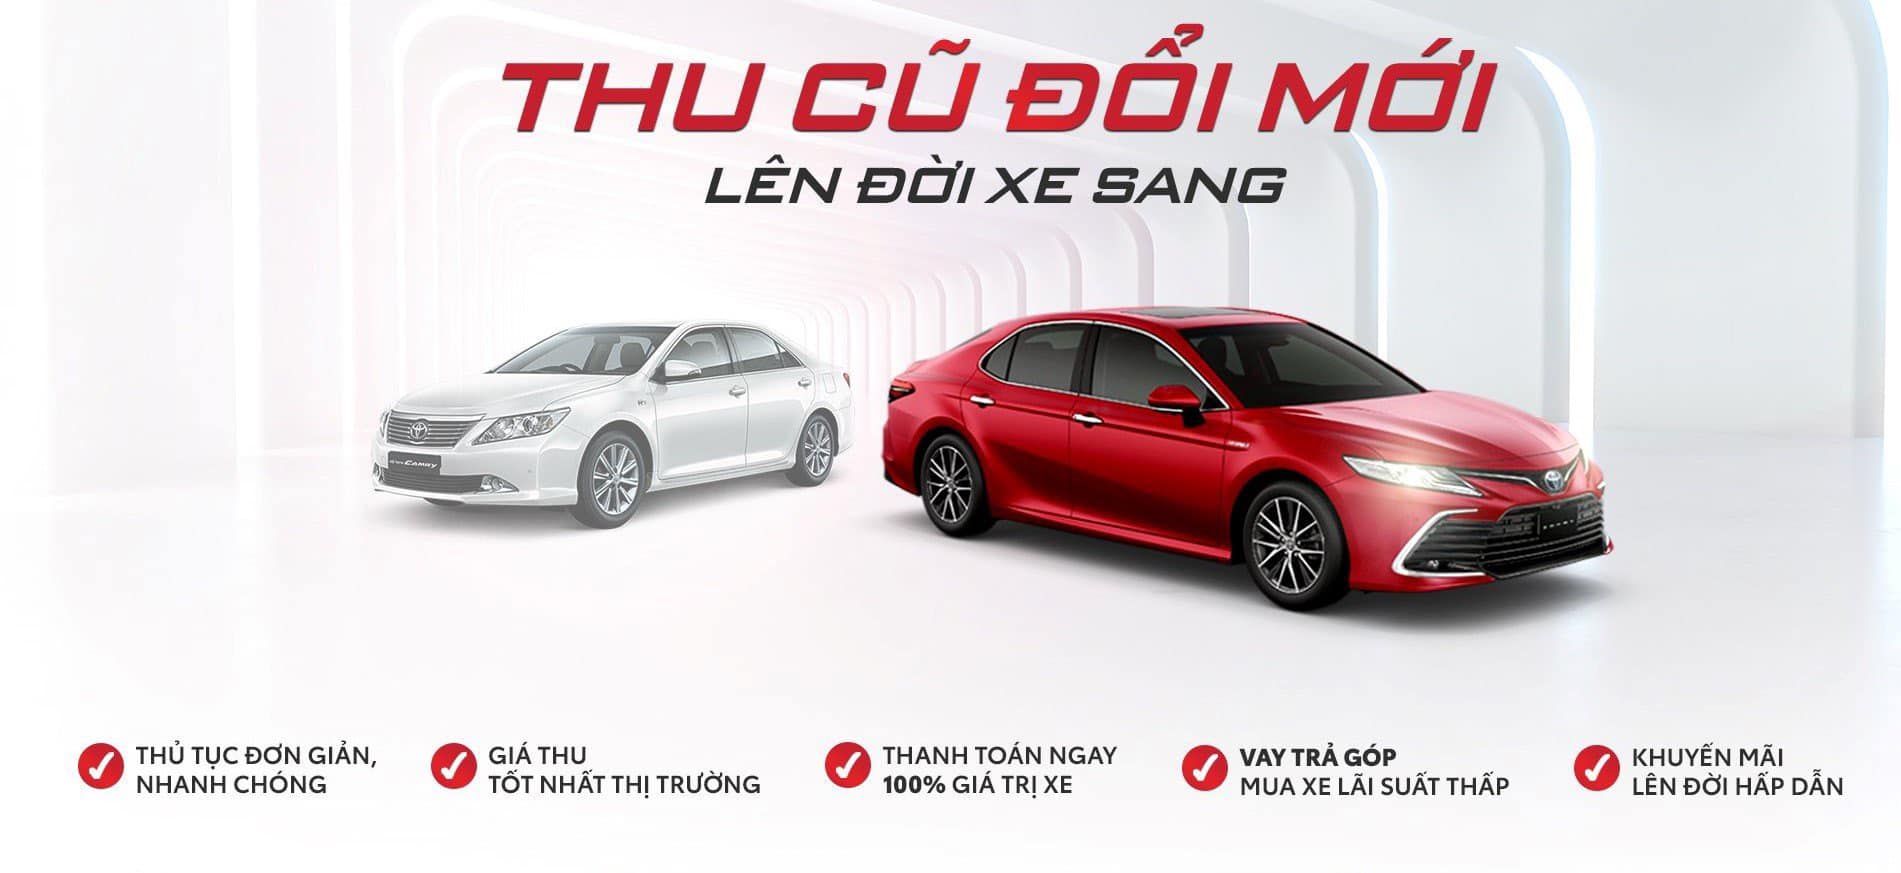 THU CŨ ĐỔI MỚI
LÊN ĐỜI XE SANG
CAMRY
THỦ TỤC ĐƠN GIẢN,
NHANH CHÓNG
GIÁ THU
TỐT NHẤT THỊ TRƯỜNG
THANH TOÁN NGAY
100% GIÁ TRỊ XE
VAY TRẢ GÓP
MUA XE LÃI SUẤT THẤP
KHUYẾN MÃI
LÊN ĐỜI HẤP DẪN